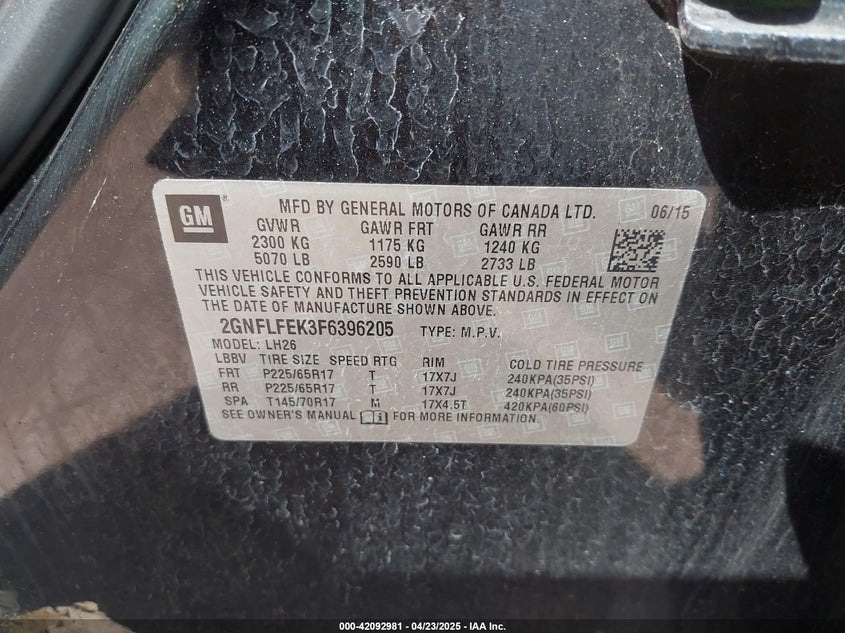 GM
MFD BY GENERAL MOTORS OF CANADA LTD. 06/15
GVWR GAWR FRT GAWR RR
2300 KG 1175 KG 1240 KG
5070 LB 2590 LB 2733 LB
THIS VEHICLE CONFORMS TO ALL APPLICABLE U.S. FEDERAL MOTOR
VEHICLE SAFETY AND THEFT PREVENTION STANDARDS IN EFFECT ON
THE DATE OF MANUFACTURE SHOWN ABOVE.
2GNFLFEK3F6396205 TYPE: M.P.V.
MODEL: LH26
LBBV TIRE SIZE SPEED RTG RIM COLD TIRE PRESSURE
FRT P225/65R17 T 17X7J 240KPA(35PSI)
RR P225/65R17 T 17X7J 240KPA(35PSI)
SPA T145/70R17 M 17X4.5T 420KPA(60PSI)
SEE OWNER'S MANUAL FOR MORE INFORMATION.
000-42092981 - 04/23/2025 - IAA Inc.